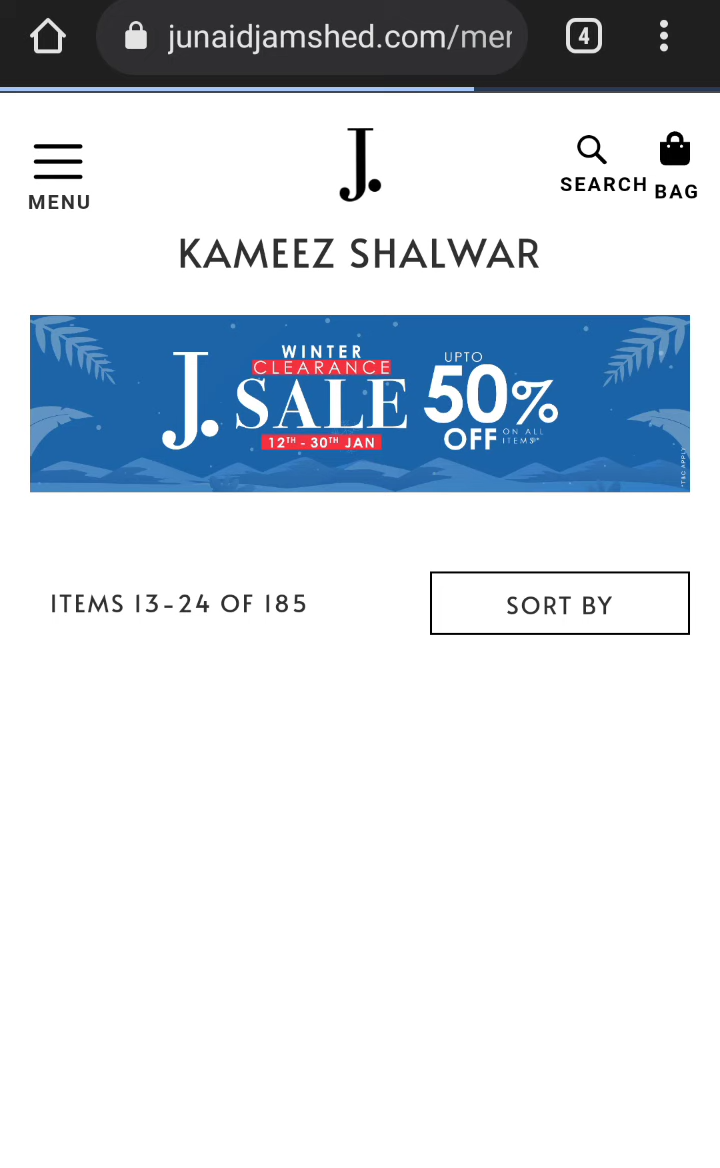 junaidjamshed.com/mer
4
J.
MENU
SEARCH
BAG
KAMEEZ SHALWAR
J.
WINTER
CLEARANCE
SALE
12TH - 30TH JAN
UPTO
50%
OFF
ON ALL
ITEMS*
*T&C APPLY
ITEMS 13-24 OF 185
SORT BY